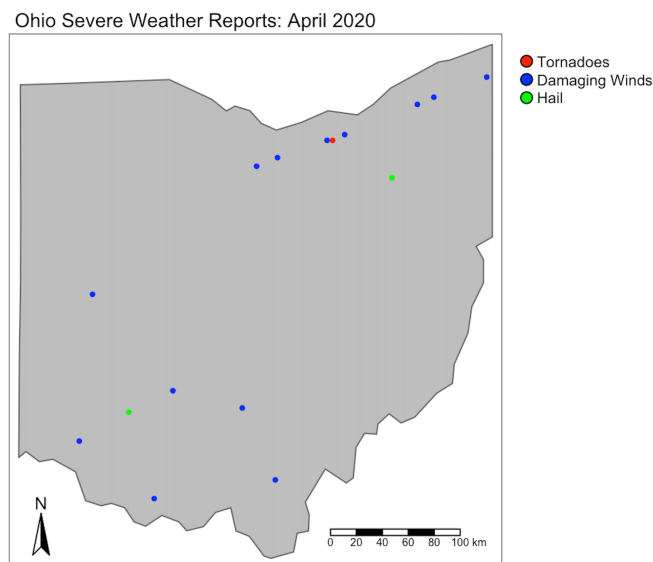 Ohio Severe Weather Reports: April 2020
Tornadoes
Damaging Winds
Hail
N
0 20 40 60 80 100 km